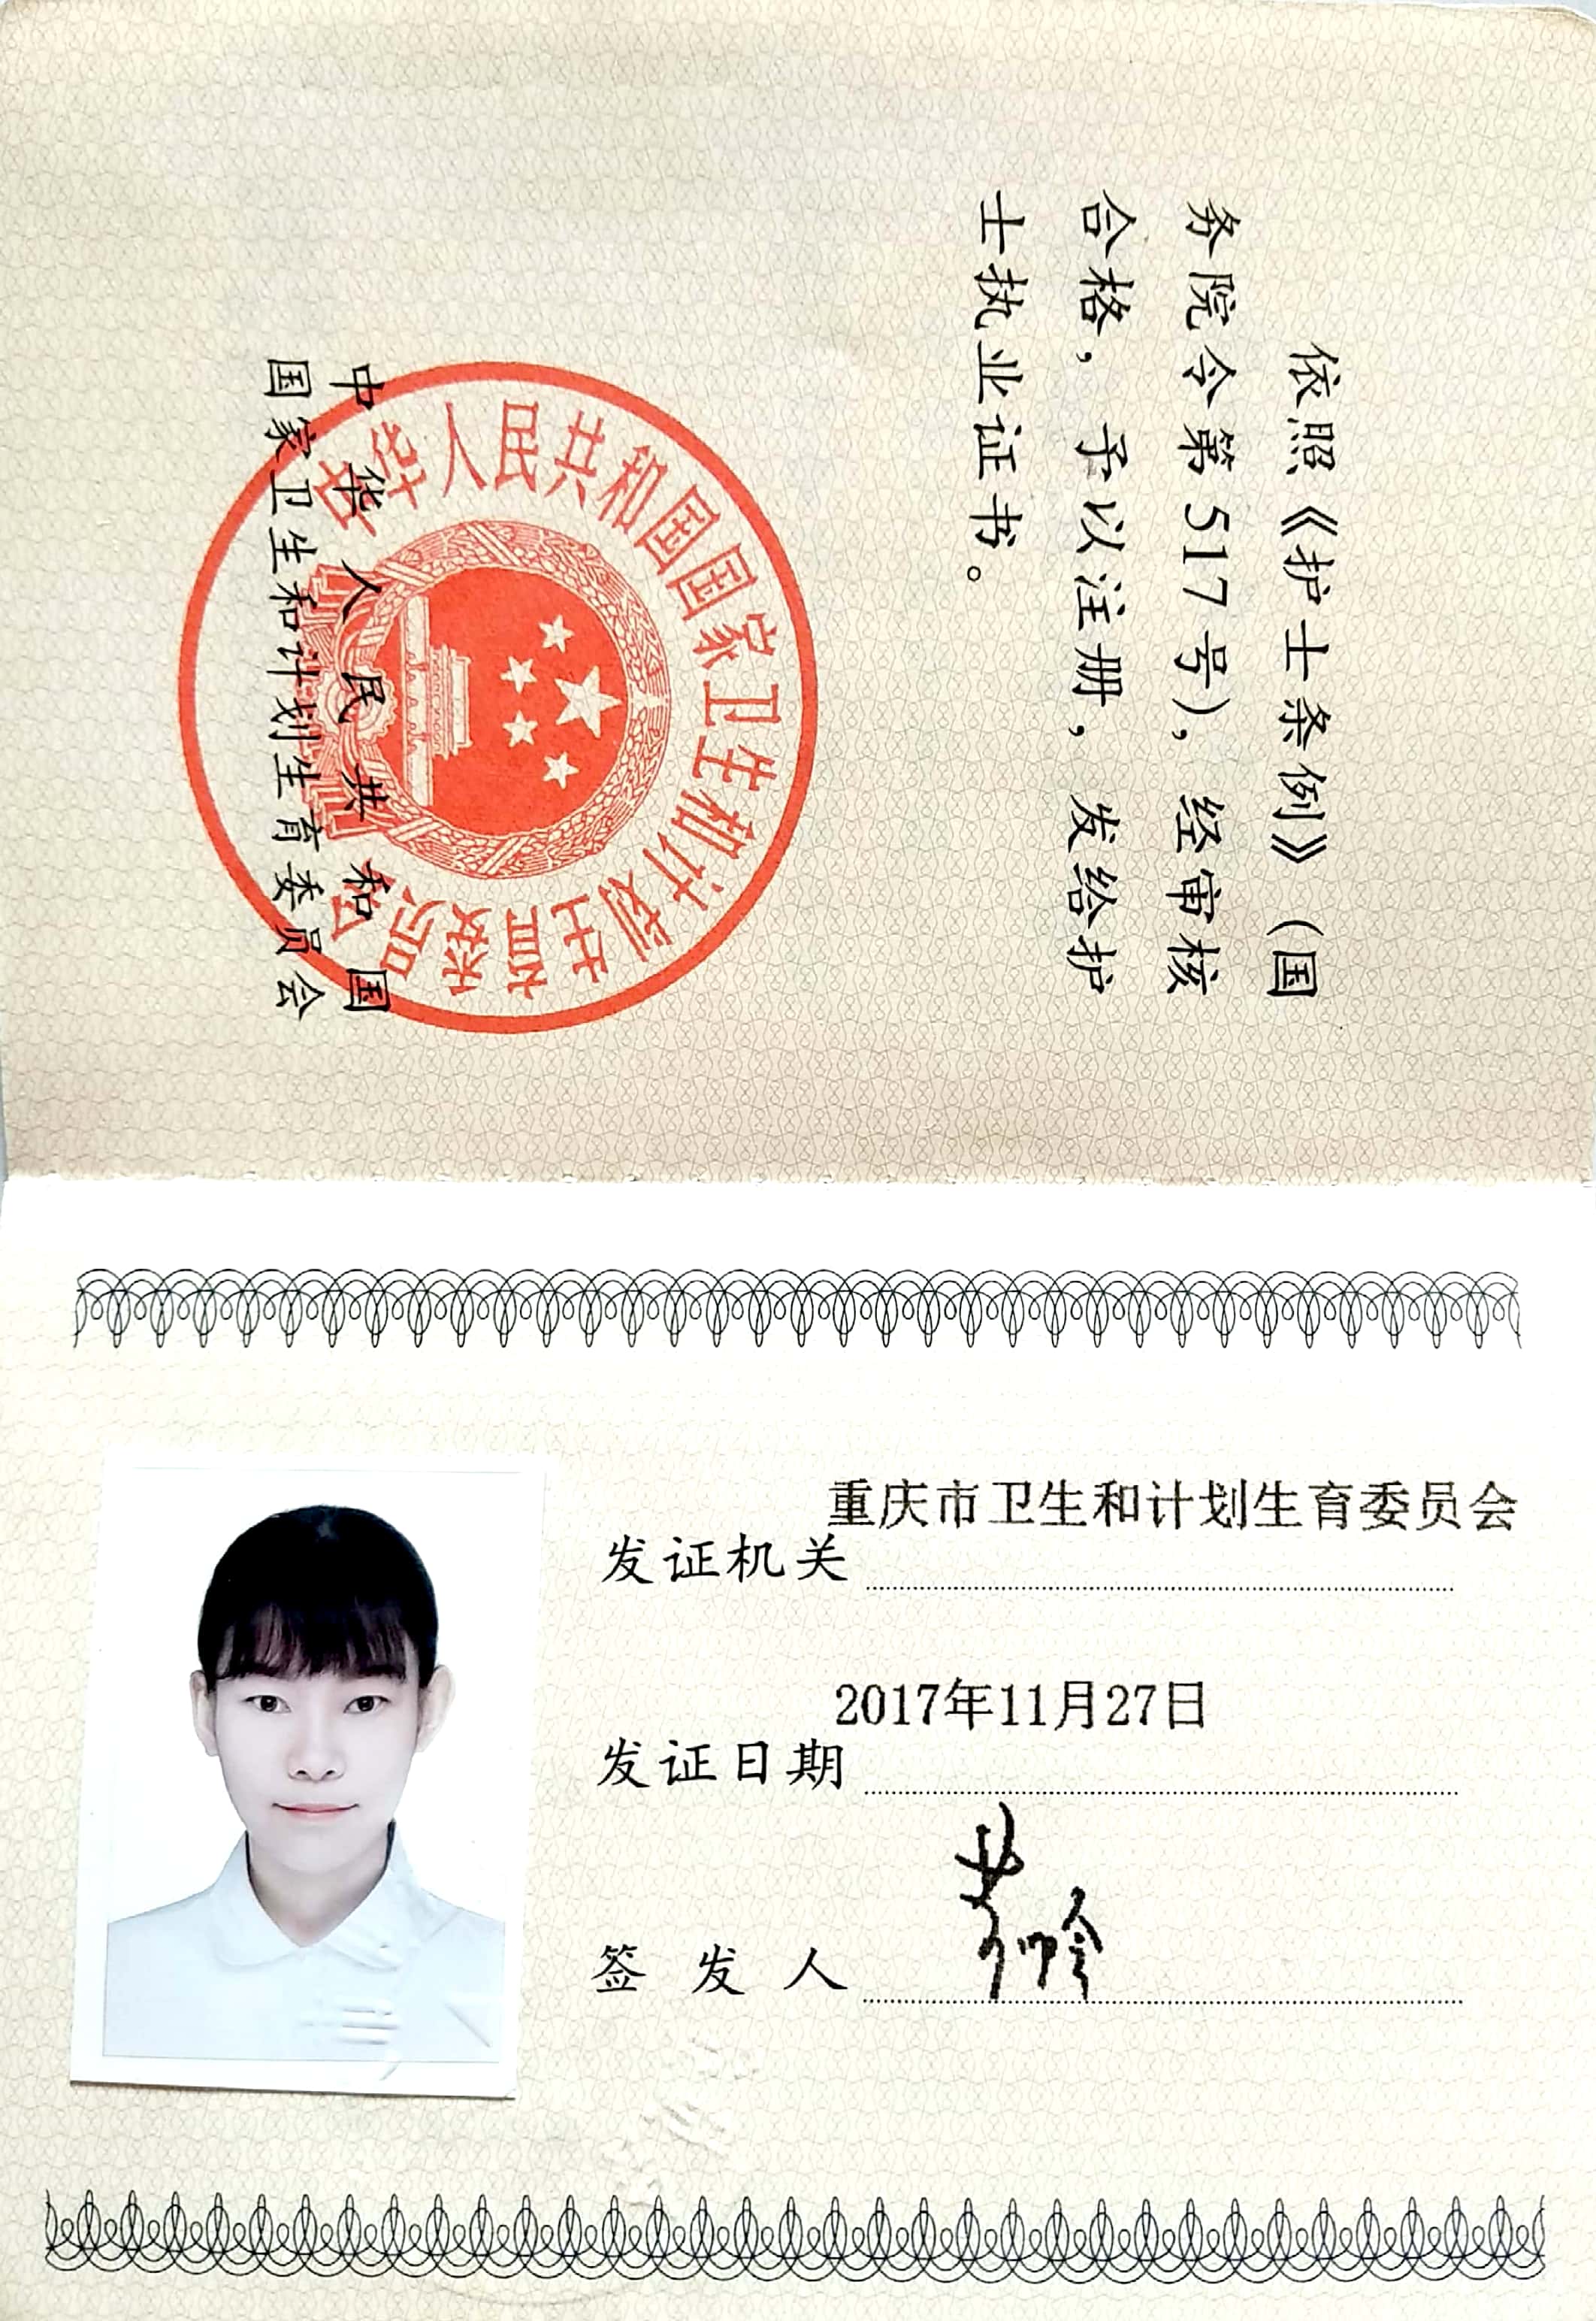 依照《护士条例》（国
务院令第517号），经审核
合格，予以注册，发给护
士执业证书。
中华人民共和国
国家卫生和计划生育委员会
中华人民共和国国家卫生和计划生育委员会
重庆市卫生和计划生育委员会
发证机关
2017年11月27日
发证日期
签发人